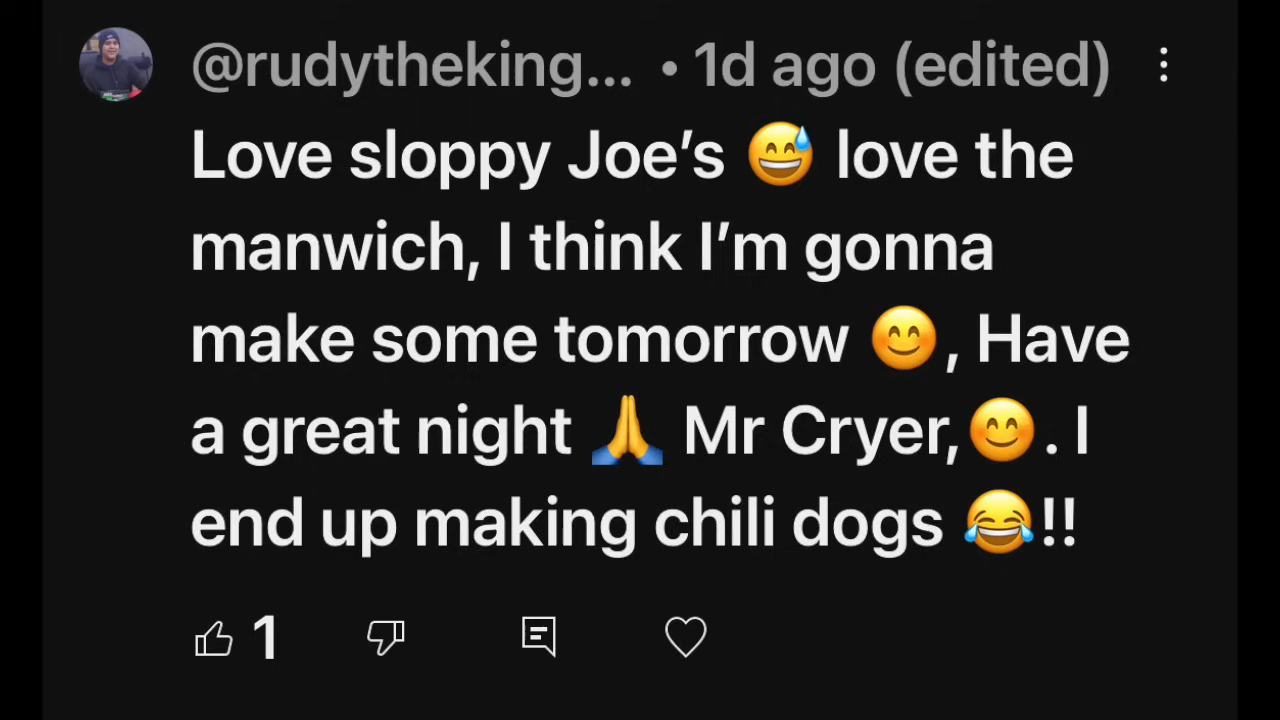 @rudytheking... • 1d ago (edited)
Love sloppy Joe’s 😅 love the
manwich, I think I’m gonna
make some tomorrow 😊, Have
a great night 🙏 Mr Cryer,😊. I
end up making chili dogs 😂!!
1